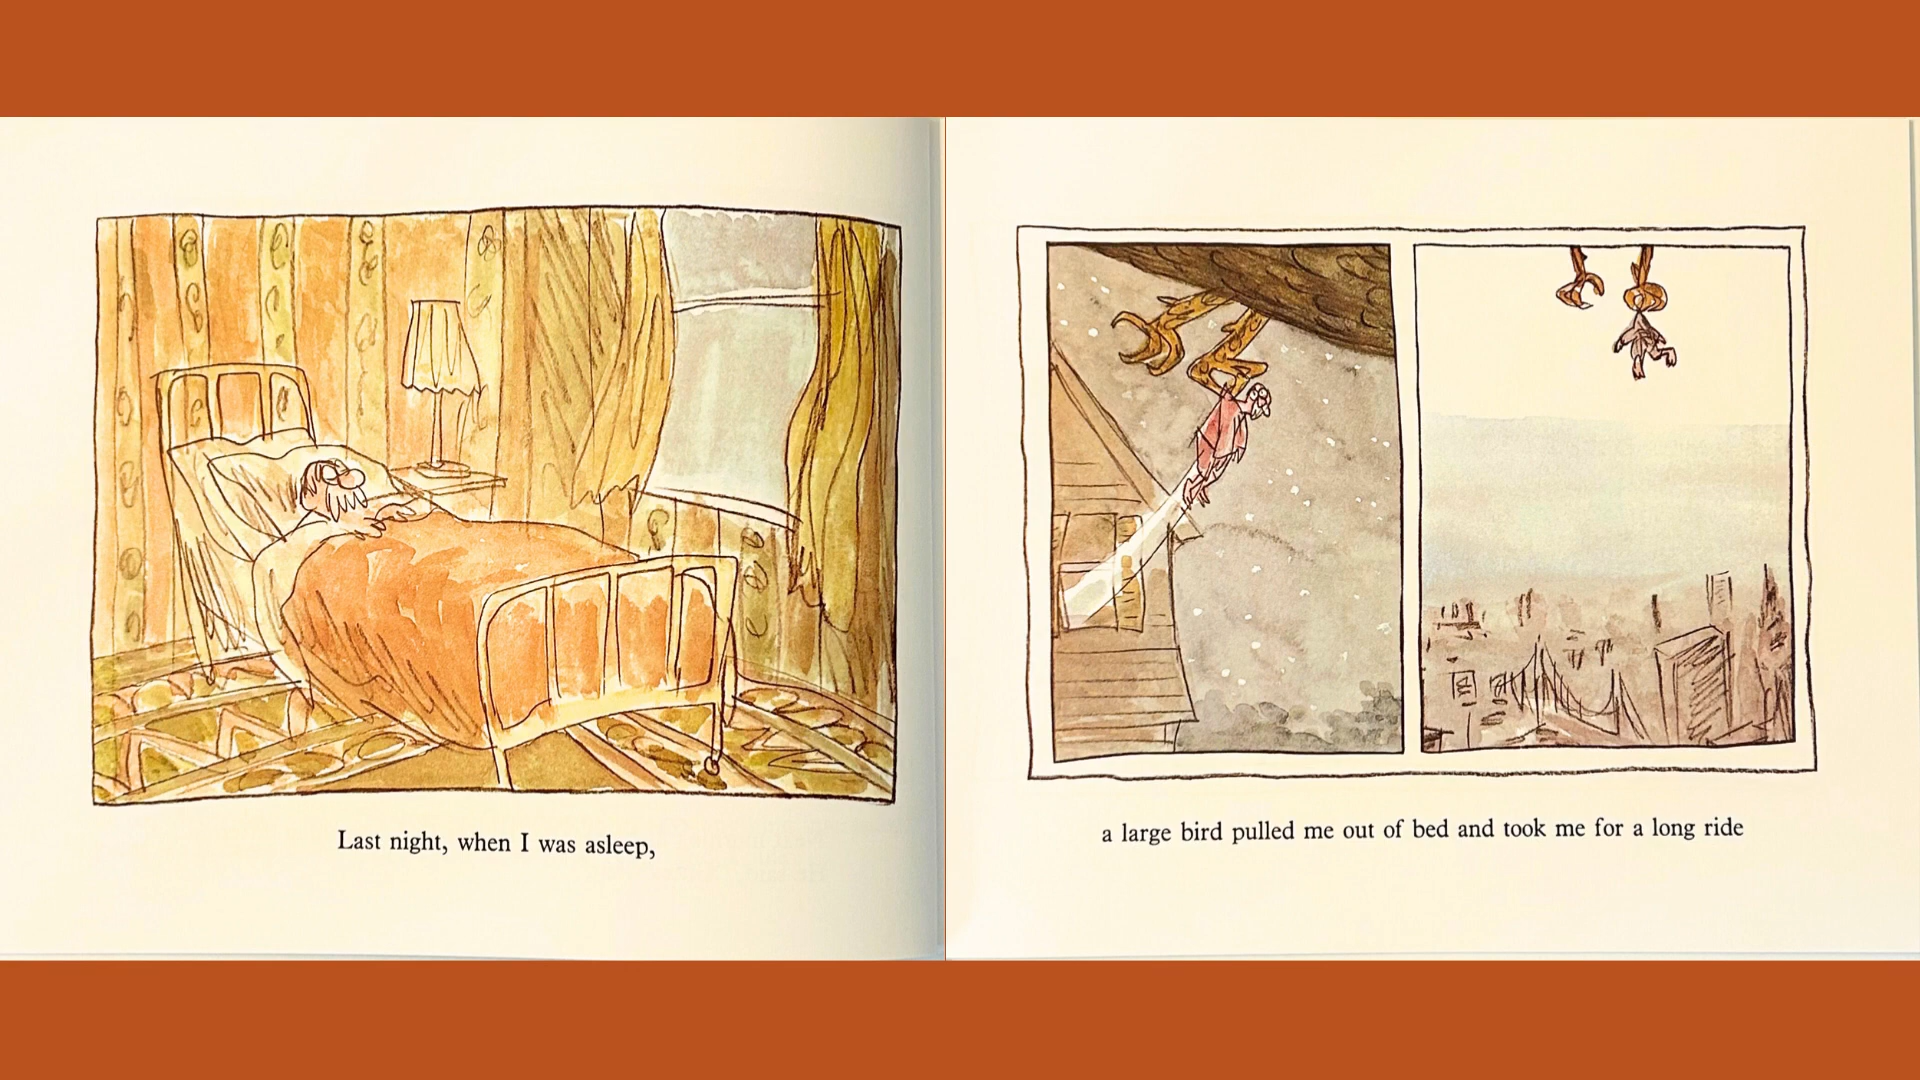 Last night, when I was asleep,
a large bird pulled me out of bed and took me for a long ride